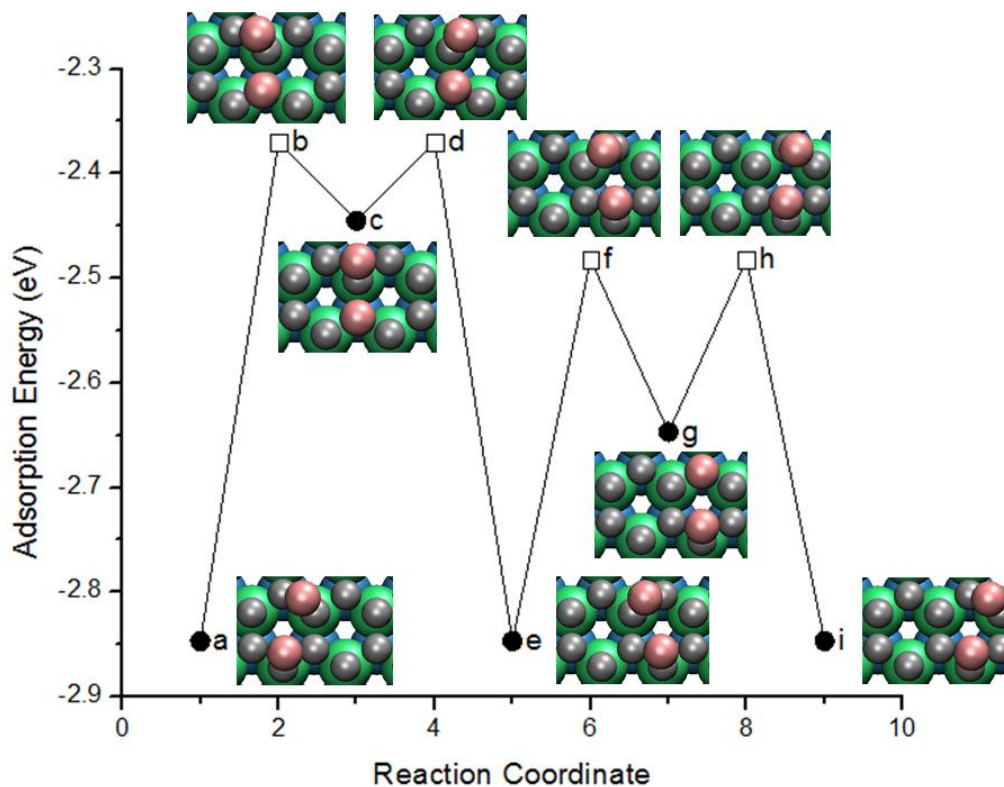 -2.3
b
d
-2.4
f
h
c
-2.5
-2.6
g
-2.7
-2.8
a
e
i
-2.9
0
2
4
6
8
10
Adsorption Energy (eV)
Reaction Coordinate